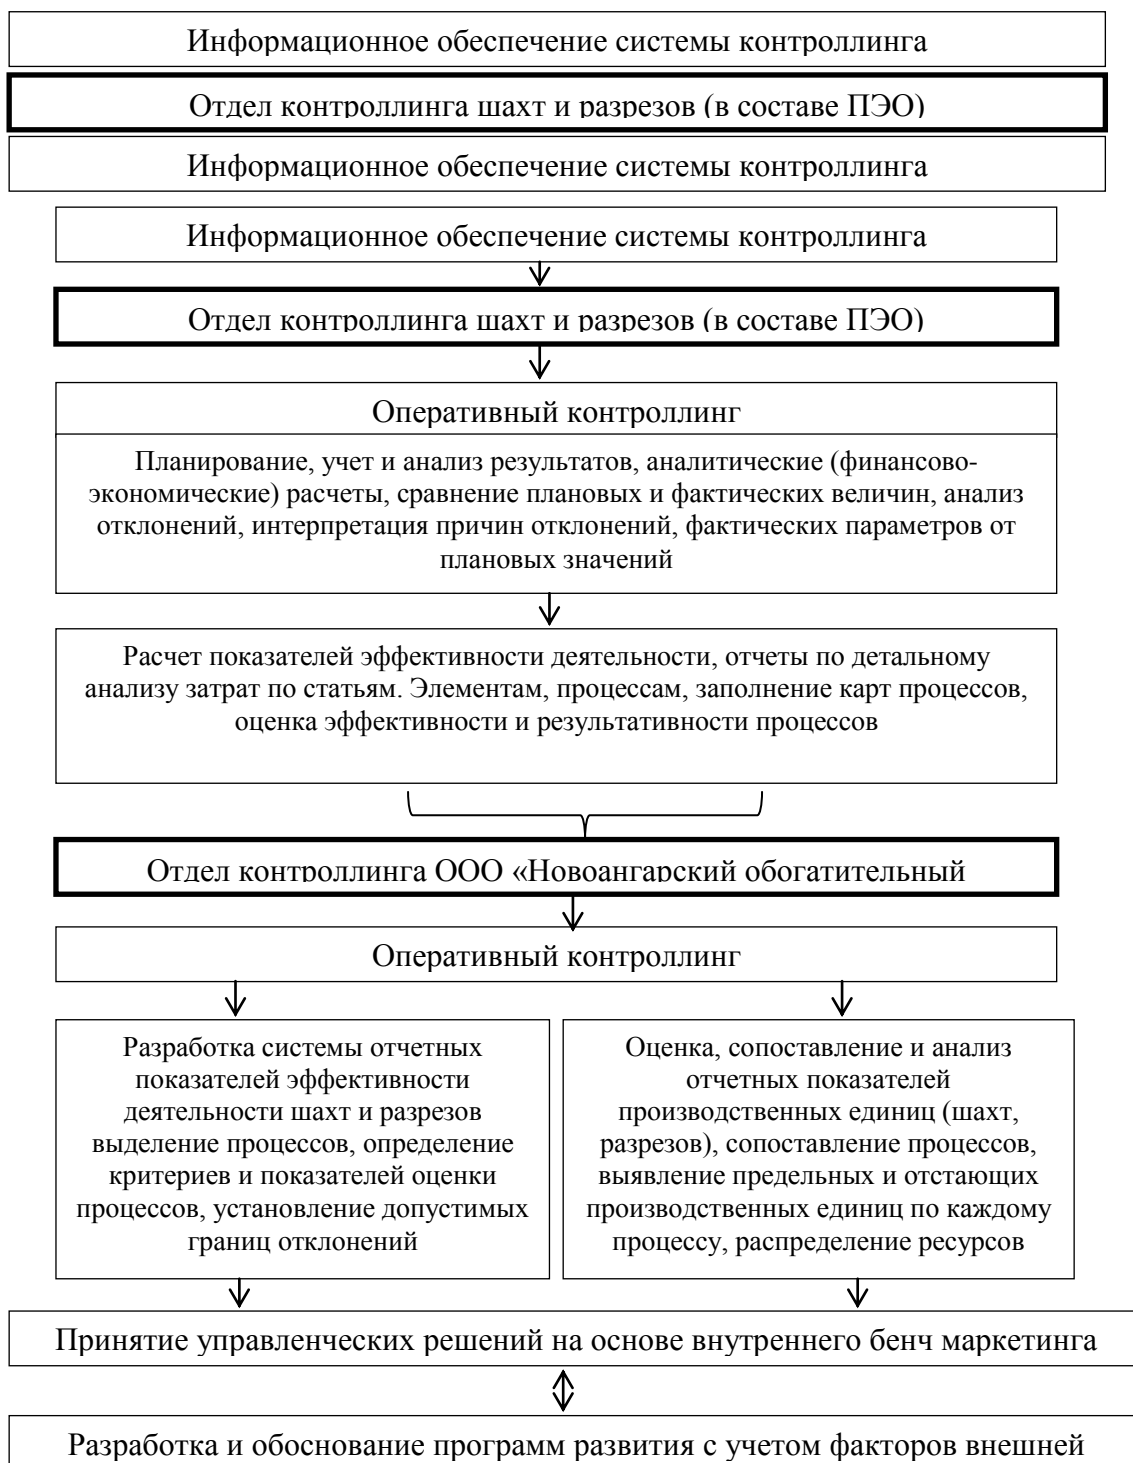 Информационное обеспечение системы контроллинга
Отдел контроллинга шахт и разрезов (в составе ПЭО)
Информационное обеспечение системы контроллинга
Информационное обеспечение системы контроллинга
Отдел контроллинга шахт и разрезов (в составе ПЭО)
Оперативный контроллинг
Планирование, учет и анализ результатов, аналитические (финансово-
экономические) расчеты, сравнение плановых и фактических величин, анализ
отклонений, интерпретация причин отклонений, фактических параметров от
плановых значений
Расчет показателей эффективности деятельности, отчеты по детальному
анализу затрат по статьям. Элементам, процессам, заполнение карт процессов,
оценка эффективности и результативности процессов
Отдел контроллинга ООО «Новоангарский обогатительный
Оперативный контроллинг
Разработка системы отчетных
показателей эффективности
деятельности шахт и разрезов
выделение процессов, определение
критериев и показателей оценки
процессов, установление допустимых
границ отклонений
Оценка, сопоставление и анализ
отчетных показателей
производственных единиц (шахт,
разрезов), сопоставление процессов,
выявление предельных и отстающих
производственных единиц по каждому
процессу, распределение ресурсов
Принятие управленческих решений на основе внутреннего бенч маркетинга
Разработка и обоснование программ развития с учетом факторов внешней